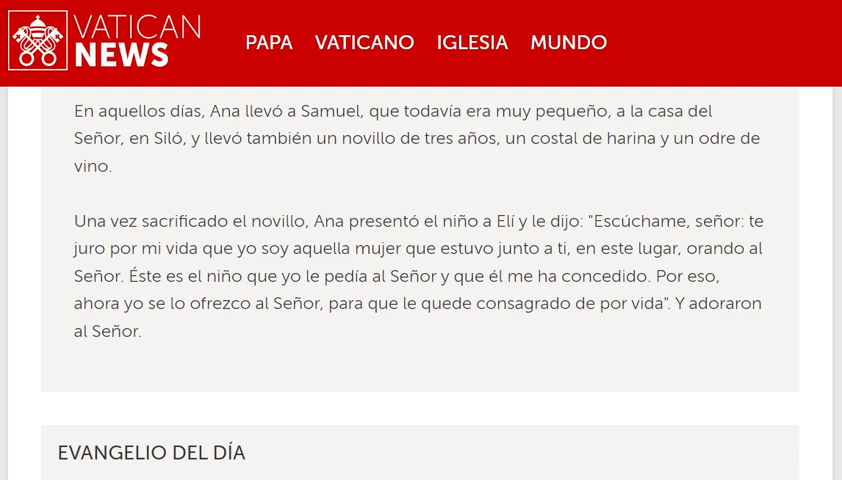 VATICAN
NEWS
PAPA VATICANO IGLESIA MUNDO
En aquellos días, Ana llevó a Samuel, que todavía era muy pequeño, a la casa del
Señor, en Siló, y llevó también un novillo de tres años, un costal de harina y un odre de
vino.
Una vez sacrificado el novillo, Ana presentó el niño a Elí y le dijo: "Escúchame, señor: te
juro por mi vida que yo soy aquella mujer que estuvo junto a ti, en este lugar, orando al
Señor. Éste es el niño que yo le pedía al Señor y que él me ha concedido. Por eso,
ahora yo se lo ofrezco al Señor, para que le quede consagrado de por vida". Y adoraron
al Señor.
EVANGELIO DEL DÍA